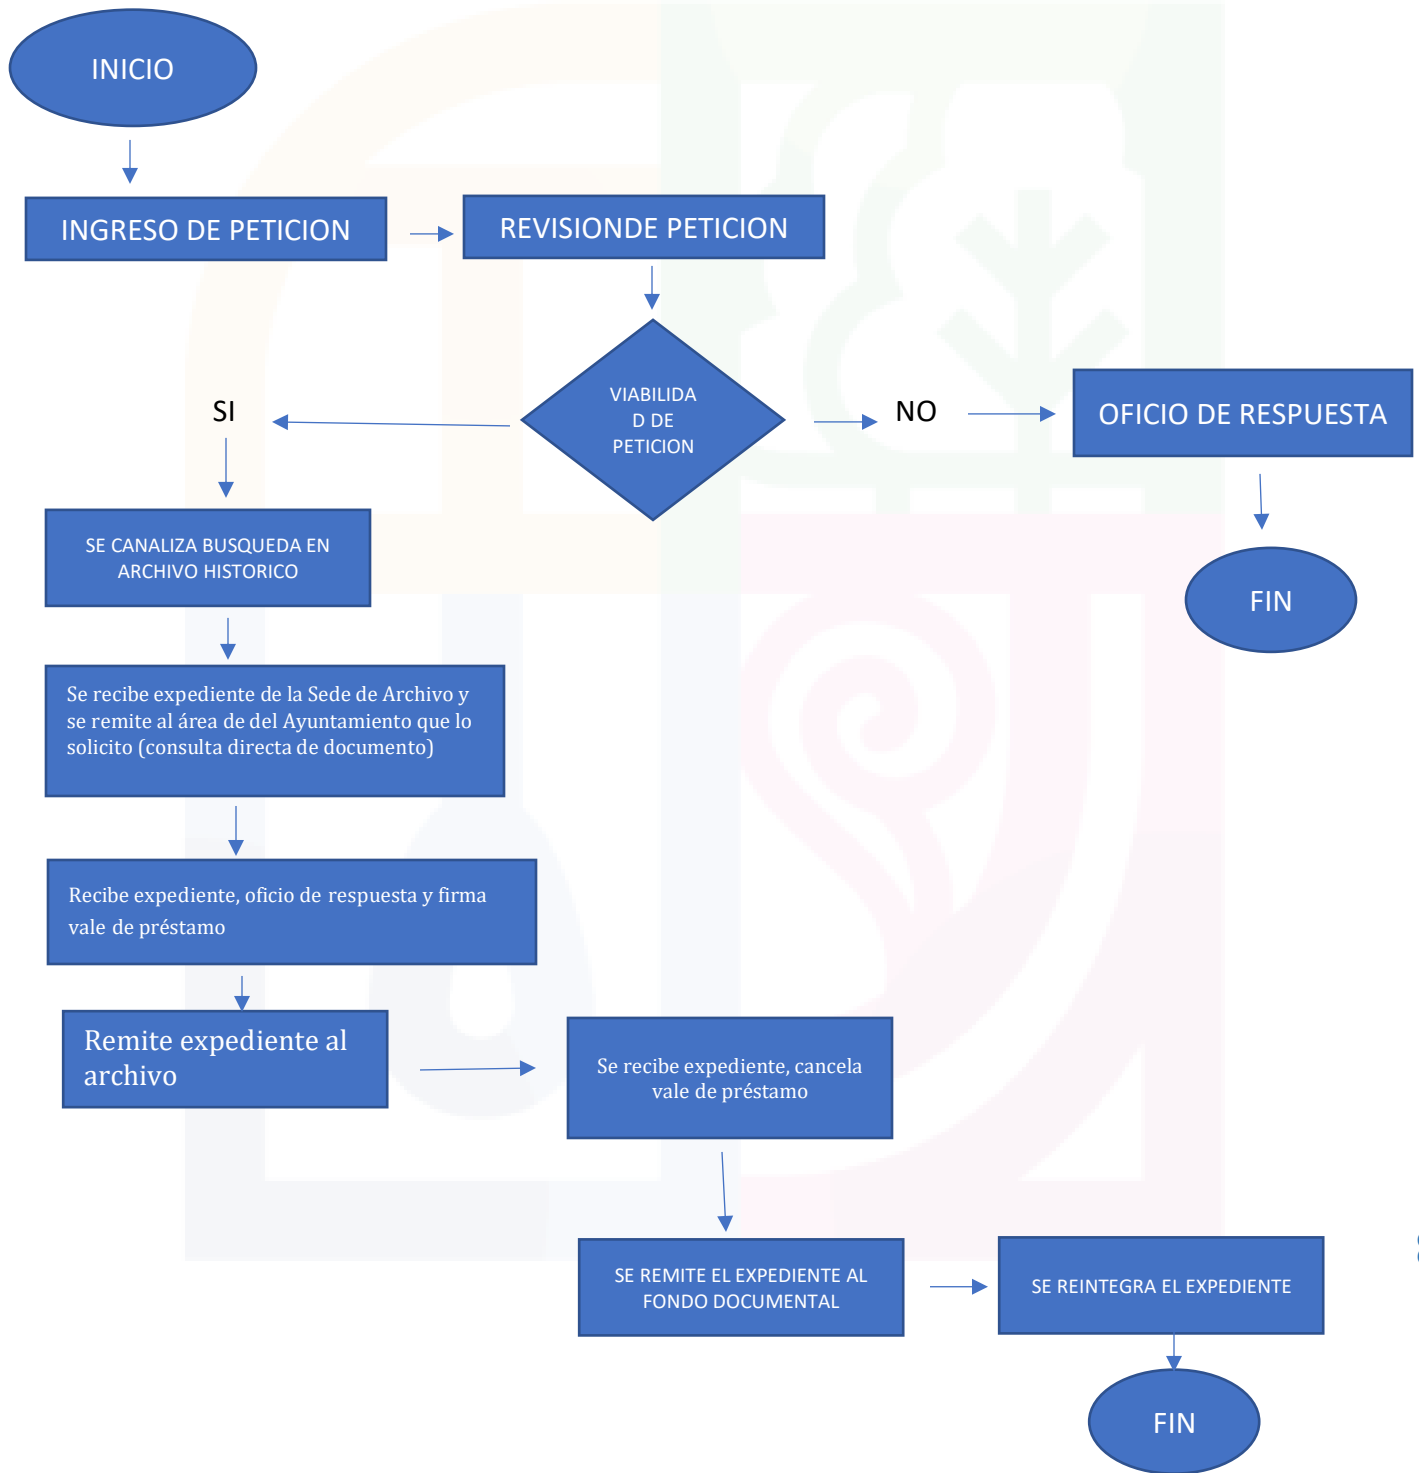 INICIO
INGRESO DE PETICION
REVISIONDE PETICION
VIABILIDA
D DE
PETICION
SI
NO
OFICIO DE RESPUESTA
FIN
SE CANALIZA BUSQUEDA EN
ARCHIVO HISTORICO
Se recibe expediente de la Sede de Archivo y
se remite al área de del Ayuntamiento que lo
solicito (consulta directa de documento)
Recibe expediente, oficio de respuesta y firma
vale de préstamo
Remite expediente al
archivo
Se recibe expediente, cancela
vale de préstamo
SE REMITE EL EXPEDIENTE AL
FONDO DOCUMENTAL
SE REINTEGRA EL EXPEDIENTE
FIN